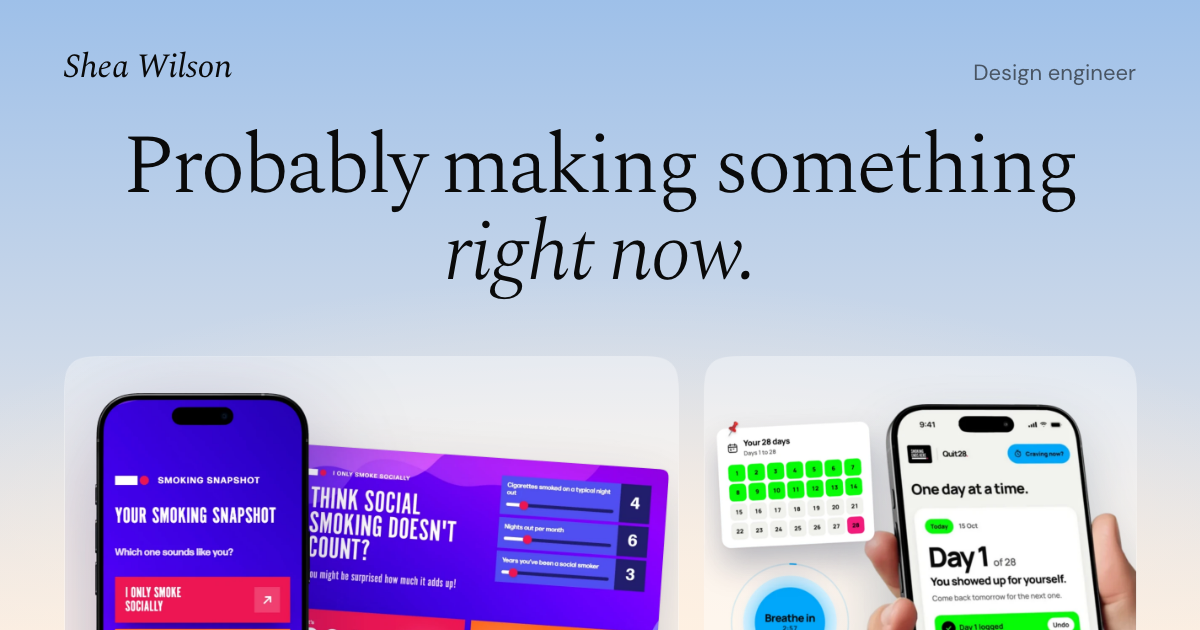 Shea Wilson
Design engineer
Probably making something
right now.
SMOKING SNAPSHOT
YOUR SMOKING SNAPSHOT
Which one sounds like you?
I ONLY SMOKE
SOCIALLY
I ONLY SMOKE SOCIALLY
THINK SOCIAL
SMOKING DOESN'T
COUNT?
ou might be surprised how much it adds up!
Cigarettes smoked on a typical night
out
4
Nights out per month
6
Years you've been a social smoker
3
Your 28 days
Days 1 to 28
1 2 3 4 5 6 7
8 9 10 11 12 13 14
15 16 17 18 19 20 21
22 23 24 25 26 27 28
Breathe in
2:57
9:41
Quit28.
Craving now?
One day at a time.
Today
15 Oct
Day 1 of 28
You showed up for yourself.
Come back tomorrow for the next one.
Day 1 logged
Undo